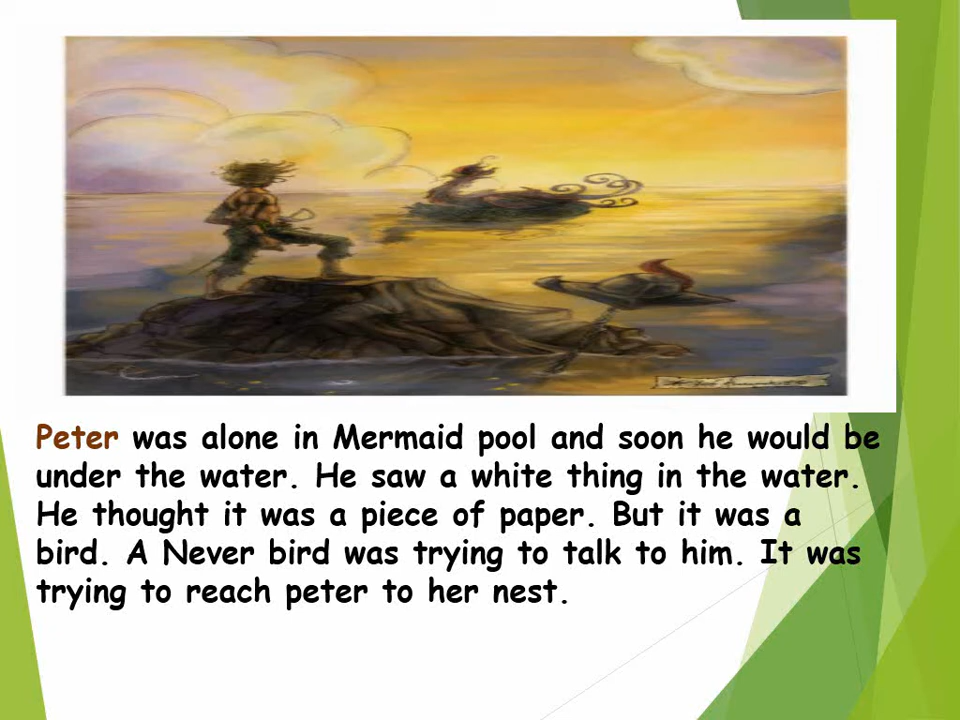 Peter was alone in Mermaid pool and soon he would be
under the water. He saw a white thing in the water.
He thought it was a piece of paper. But it was a
bird. A Never bird was trying to talk to him. It was
trying to reach peter to her nest.